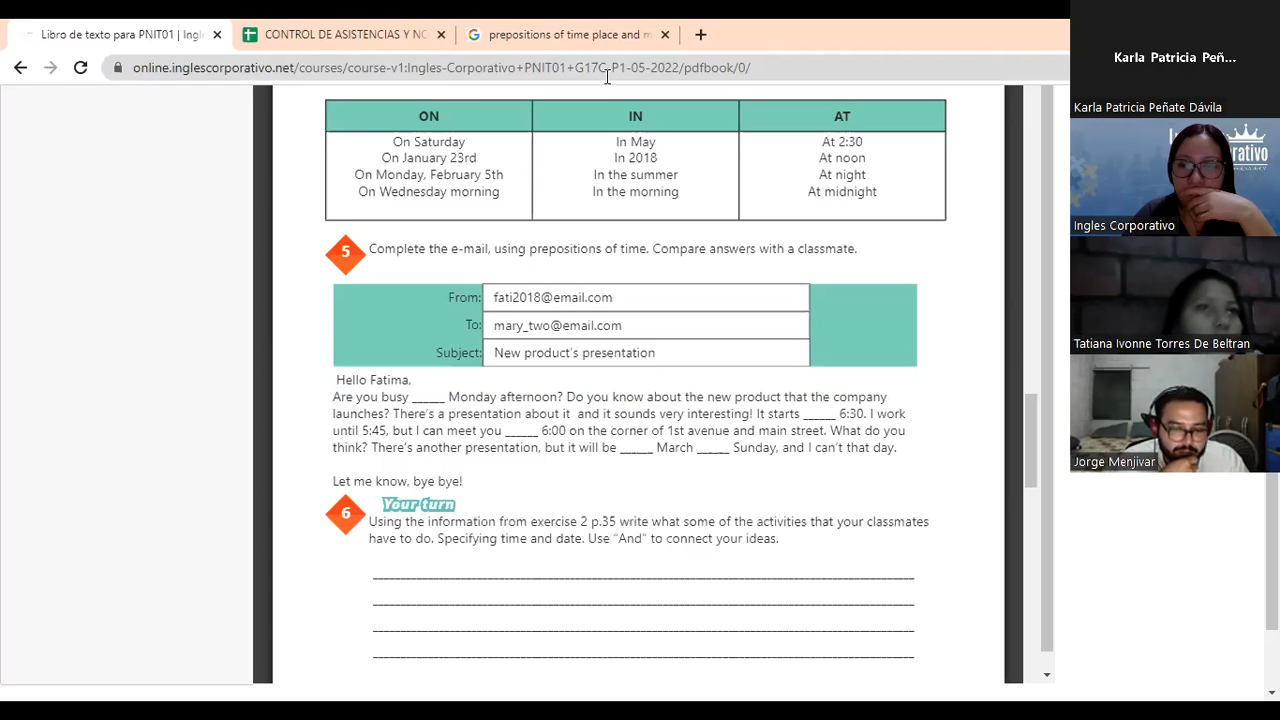 Libro de texto para PNIT01 | Ingl
CONTROL DE ASISTENCIAS Y NO
prepositions of time place and m
online.inglescorporativo.net/courses/course-v1:Ingles-Corporativo+PNIT01+G17C-P1-05-2022/pdfbook/0/
ON IN AT
On Saturday In May At 2:30
On January 23rd In 2018 At noon
On Monday, February 5th In the summer At night
On Wednesday morning In the morning At midnight
5 Complete the e-mail, using prepositions of time. Compare answers with a classmate.
From: fati2018@email.com
To: mary_two@email.com
Subject: New product's presentation
Hello Fatima,
Are you busy ______ Monday afternoon? Do you know about the new product that the company
launches? There's a presentation about it and it sounds very interesting! It starts ______ 6:30. I work
until 5:45, but I can meet you ______ 6:00 on the corner of 1st avenue and main street. What do you
think? There's another presentation, but it will be ______ March ______ Sunday, and I can't that day.
Let me know, bye bye!
Your turn
6 Using the information from exercise 2 p.35 write what some of the activities that your classmates
have to do. Specifying time and date. Use "And" to connect your ideas.
Karla Patricia Peñ...
Karla Patricia Peñate Dávila
Ingles Corporativo
Tatiana Ivonne Torres De Beltran
Jorge Menjivar